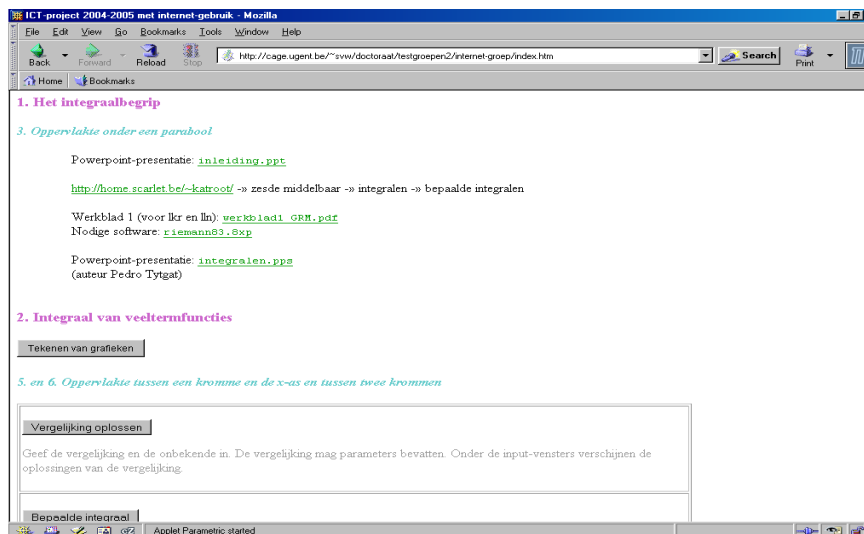 ICT-project 2004-2005 met internet-gebruik - Mozilla
File Edit View Go Bookmarks Tools Window Help
Back Forward Reload Stop http://cage.ugent.be/~svw/doctoraat/testgroepen2/internet-groep/index.htm Search Print
Home Bookmarks
1. Het integraalbegrip
3. Oppervlakte onder een parabool
Powerpoint-presentatie: inleiding.ppt
http://home.scarlet.be/~katroot/ -» zesde middelbaar -» integralen -» bepaalde integralen
Werkblad 1 (voor lkr en lln): werkblad1 GRM.pdf
Nodige software: riemann83.8xp
Powerpoint-presentatie: integralen.pps
(auteur Pedro Tytgat)
2. Integraal van veeltermfuncties
Tekenen van grafieken
5. en 6. Oppervlakte tussen een kromme en de x-as en tussen twee krommen
Vergelijking oplossen
Geef de vergelijking en de onbekende in. De vergelijking mag parameters bevatten. Onder de input-vensters verschijnen de
oplossingen van de vergelijking.
Bepaalde integraal
Applet Parametric started